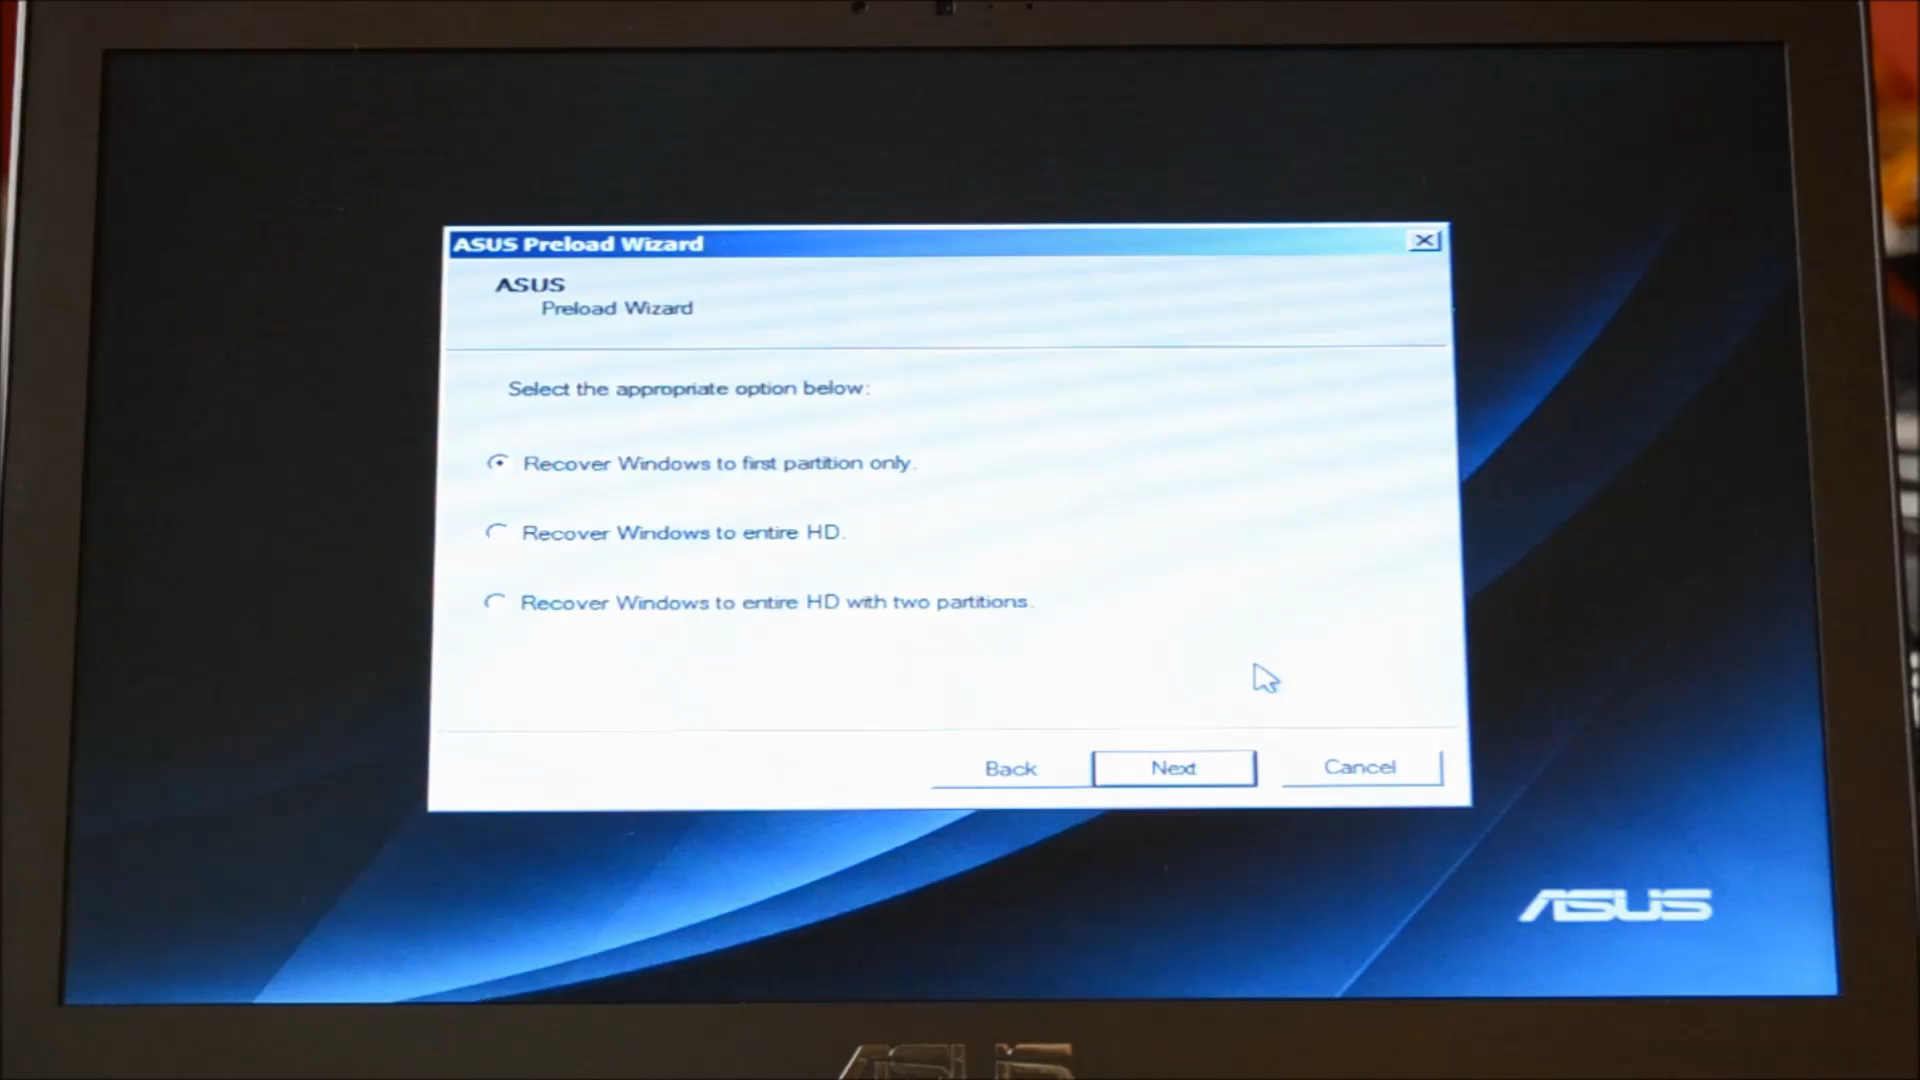 ASUS Preload Wizard
ASUS
Preload Wizard
Select the appropriate option below:
Recover Windows to first partition only.
Recover Windows to entire HD.
Recover Windows to entire HD with two partitions.
Back Next Cancel
ASUS
ASUS